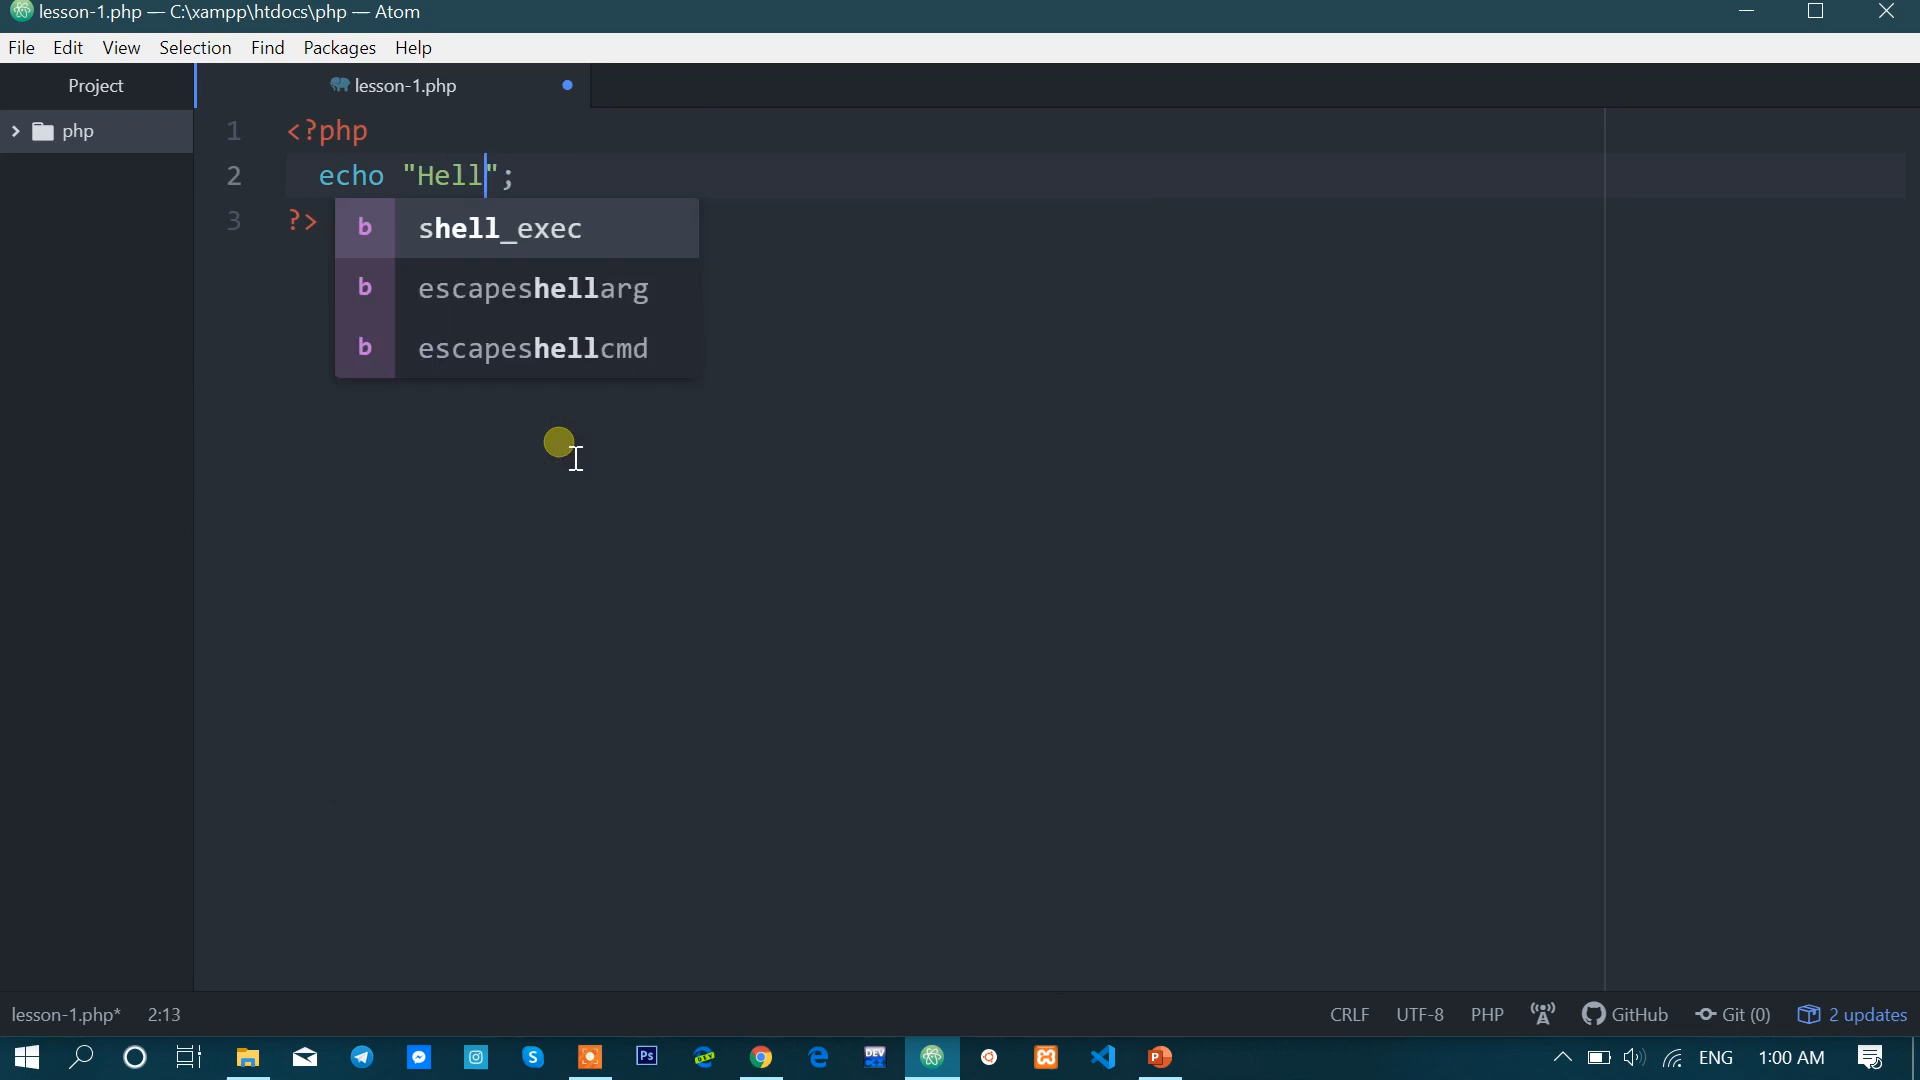 lesson-1.php — C:\xampp\htdocs\php — Atom
File Edit View Selection Find Packages Help
Project
lesson-1.php
php
1 <?php
2 echo "Hell";
3 ?>
b shell_exec
b escapeshellarg
b escapeshellcmd
lesson-1.php* 2:13 CRLF UTF-8 PHP GitHub Git (0) 2 updates
Ps DEV ENG 1:00 AM